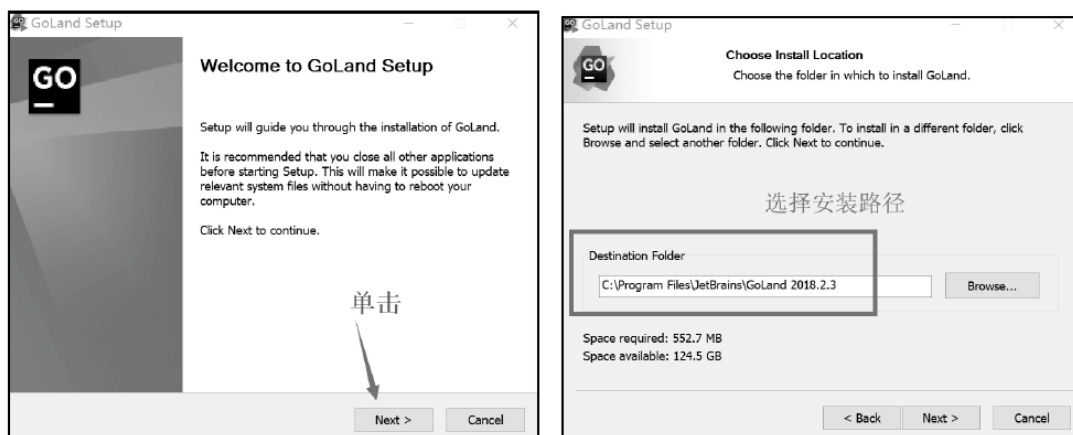 GoLand Setup
GO
Welcome to GoLand Setup
Setup will guide you through the installation of GoLand.
It is recommended that you close all other applications
before starting Setup. This will make it possible to update
relevant system files without having to reboot your
computer.
Click Next to continue.
单击
Next >
Cancel
GoLand Setup
GO
Choose Install Location
Choose the folder in which to install GoLand.
Setup will install GoLand in the following folder. To install in a different folder, click
Browse and select another folder. Click Next to continue.
选择安装路径
Destination Folder
C:\Program Files\JetBrains\GoLand 2018.2.3
Browse...
Space required: 552.7 MB
Space available: 124.5 GB
< Back
Next >
Cancel